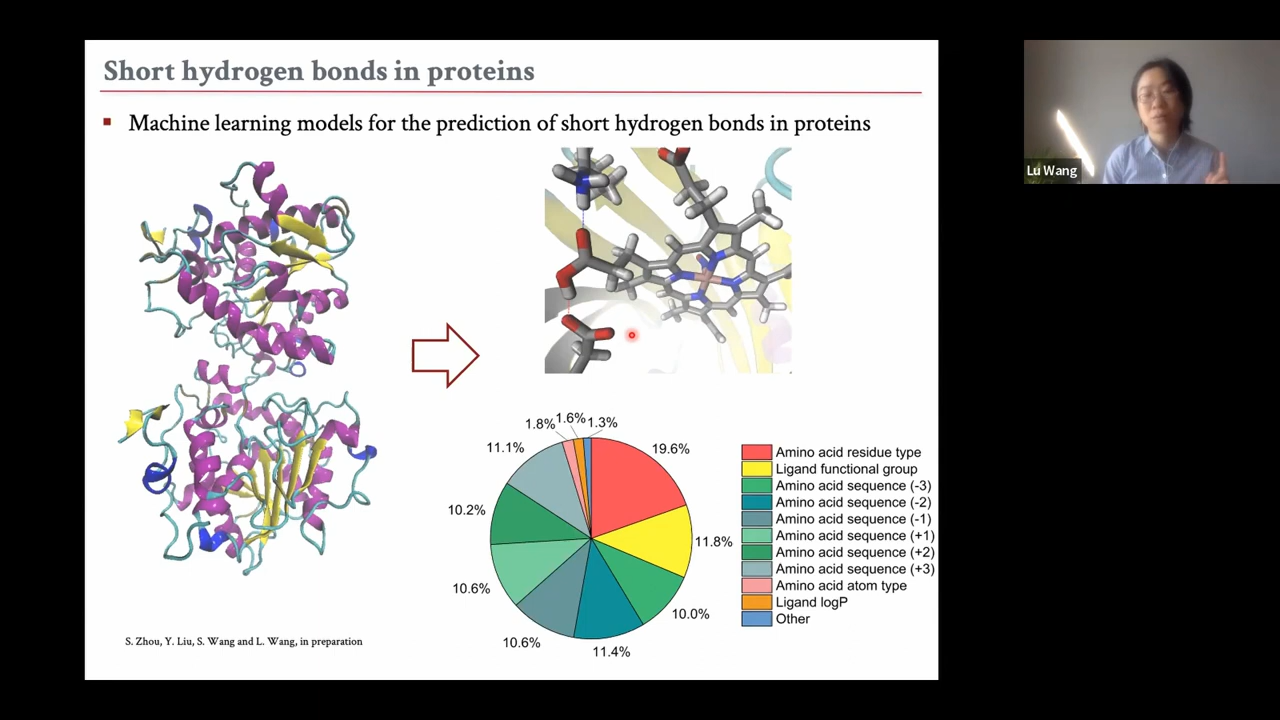 Short hydrogen bonds in proteins
Machine learning models for the prediction of short hydrogen bonds in proteins
Lu Wang
1.8%
1.6%
1.3%
19.6%
11.1%
10.2%
11.8%
10.6%
10.0%
10.6%
11.4%
Amino acid residue type
Ligand functional group
Amino acid sequence (-3)
Amino acid sequence (-2)
Amino acid sequence (-1)
Amino acid sequence (+1)
Amino acid sequence (+2)
Amino acid sequence (+3)
Amino acid atom type
Ligand logP
Other
S. Zhou, Y. Liu, S. Wang and L. Wang, in preparation